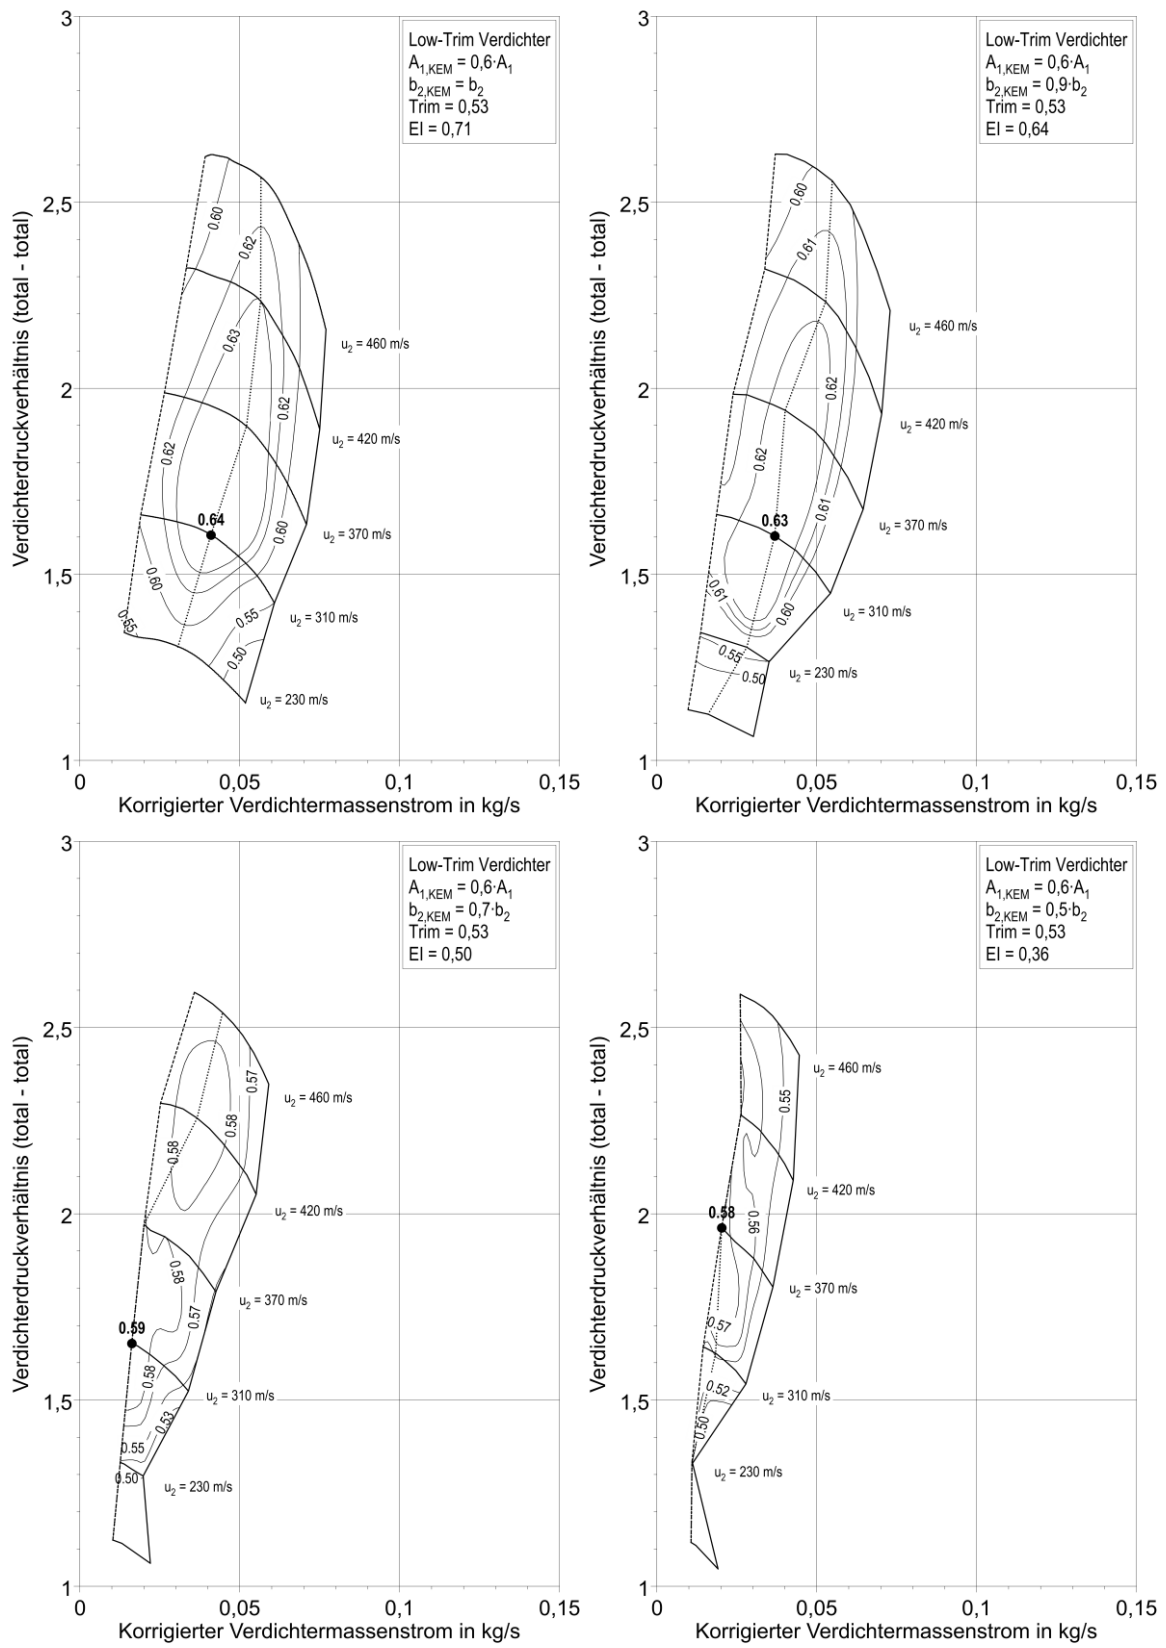 3
2,5
2
1,5
1
0
0,05
0,1
0,15
Verdichterdruckverhältnis (total - total)
Korrigierter Verdichtermassenstrom in kg/s
Low-Trim Verdichter
A1,KEM = 0,6·A1
b2,KEM = b2
Trim = 0,53
EI = 0,71
0.60
0.62
0.63
u2 = 460 m/s
0.62
u2 = 420 m/s
0.62
0.64
0.60
u2 = 370 m/s
0.60
0.55
0.55
u2 = 310 m/s
0.50
u2 = 230 m/s
3
2,5
2
1,5
1
0
0,05
0,1
0,15
Verdichterdruckverhältnis (total - total)
Korrigierter Verdichtermassenstrom in kg/s
Low-Trim Verdichter
A1,KEM = 0,6·A1
b2,KEM = 0,9·b2
Trim = 0,53
EI = 0,64
0.60
0.61
u2 = 460 m/s
0.62
u2 = 420 m/s
0.62
0.61
0.63
u2 = 370 m/s
0.61
0.60
u2 = 310 m/s
0.55
0.50
u2 = 230 m/s
3
2,5
2
1,5
1
0
0,05
0,1
0,15
Verdichterdruckverhältnis (total - total)
Korrigierter Verdichtermassenstrom in kg/s
Low-Trim Verdichter
A1,KEM = 0,6·A1
b2,KEM = 0,7·b2
Trim = 0,53
EI = 0,50
0.57
u2 = 460 m/s
0.58
0.58
u2 = 420 m/s
0.58
u2 = 370 m/s
0.57
0.59
0.58
u2 = 310 m/s
0.53
0.55
0.50
u2 = 230 m/s
3
2,5
2
1,5
1
0
0,05
0,1
0,15
Verdichterdruckverhältnis (total - total)
Korrigierter Verdichtermassenstrom in kg/s
Low-Trim Verdichter
A1,KEM = 0,6·A1
b2,KEM = 0,5·b2
Trim = 0,53
EI = 0,36
u2 = 460 m/s
0.55
u2 = 420 m/s
0.58
0.56
u2 = 370 m/s
0.57
0.52
u2 = 310 m/s
0.50
u2 = 230 m/s